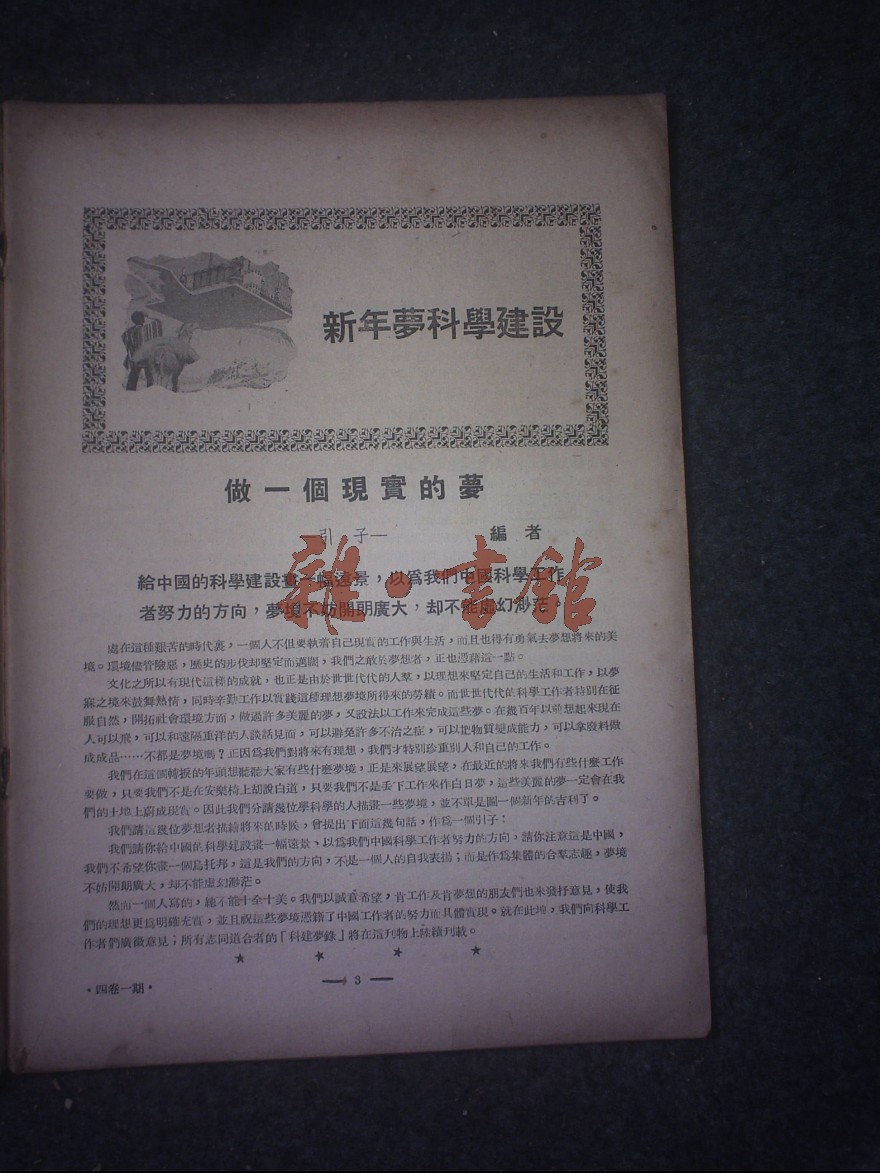 新年夢科學建設
做一個現實的夢
—引子—
編者
給中國的科學建設畫一幅遠景，以爲我們中國科學工作
者努力的方向，夢境不妨開朗廣大，却不能虛幻渺茫。
雜·書館
處在這種艱苦的時代裏，一個人不但要執着自己現實的工作與生活，而且也得有勇氣去夢想將來的美
境。環境儘管險惡，歷史的步伐却堅定而邁闊，我們之敢於夢想者，正也憑藉這一點。
文化之所以有現代這樣的成就，也正是由於世世代代的人羣，以理想來堅定自己的生活和工作，以夢
寐之境來鼓舞熱情，同時辛勤工作以實踐這種理想夢境所得來的勞績。而世世代代的科學工作者特別在征
服自然，開拓社會環境方面，做過許多美麗的夢，又設法以工作來完成這些夢。在幾百年以前想起來現在
人可以飛，可以和遠隔重洋的人談話見面，可以避免許多不治之症，可以把物質變成能力，可以拿廢料做
成成品……不都是夢境嗎？正因爲我們對將來有理想，我們才特別珍重別人和自己的工作。
我們在這個轉捩的年頭想聽聽大家有些什麼夢境，正是來展望展望，在最近的將來我們有些什麼工作
要做，只要我們不是在安樂椅上胡說白道，只要我們不是丢下工作來作白日夢，這些美麗的夢一定會在我
們的土地上蔚成現實。因此我們分請幾位學科學的人描畫一些夢境，並不單是圖一個新年的吉利了。
我們請這幾位夢想者描繪將來的時候，曾提出下面這幾句話，作爲一個引子：
我們請你給中國的科學建設畫一幅遠景、以爲我們中國科學工作者努力的方向，請你注意這是中國，
我們不希望你畫一個烏托邦，這是我們的方向，不是一個人的自我表揚；而是作爲集體的合羣志趣，夢境
不妨開朗廣大，却不能虛幻渺茫。
然而一個人寫的，總不能十全十美。我們以誠意希望，肯工作及肯夢想的朋友們也來發抒意見，使我
們的理想更爲明確充實，並且祝這些夢境憑藉了中國工作者的努力而具體實現。就在此地，我們向科學工
作者們廣徵意見；所有志同道合者的「科建夢錄」將在這刊物上陸續刊載。
·四卷一期·
— 3 —